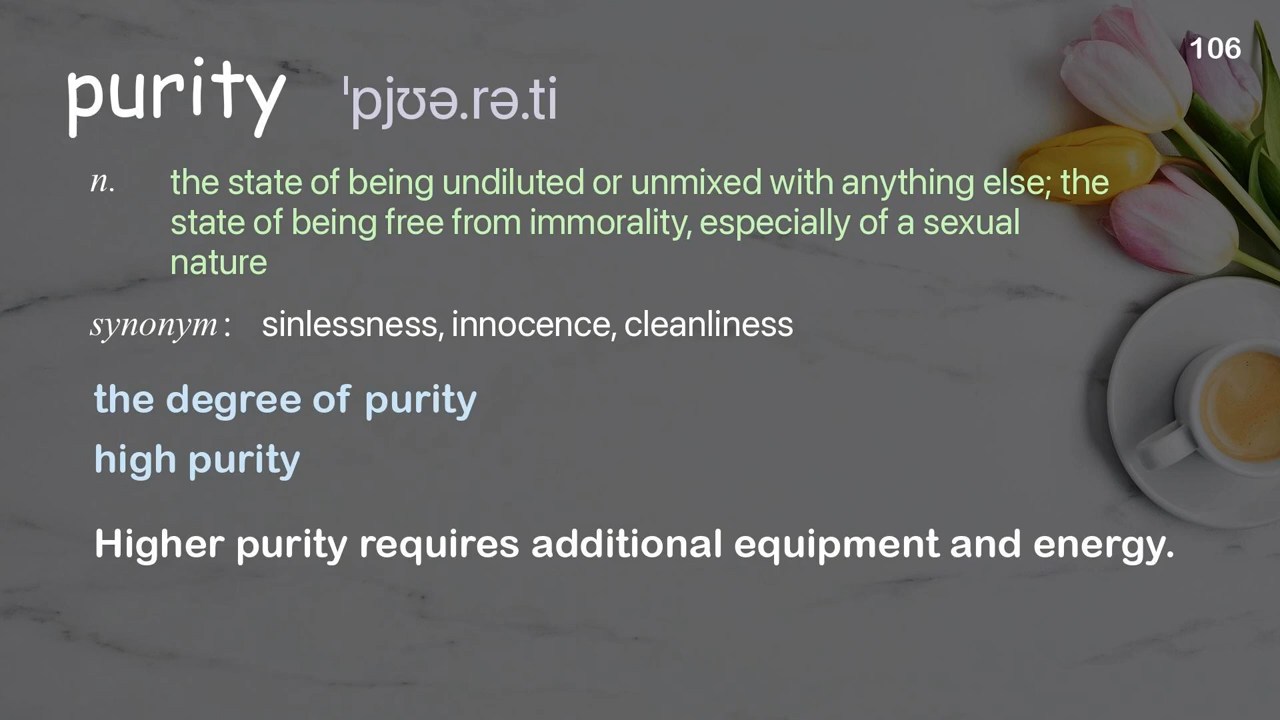 106
purity ˈpjʊə.rə.ti
n. the state of being undiluted or unmixed with anything else; the
state of being free from immorality, especially of a sexual
nature
synonym: sinlessness, innocence, cleanliness
the degree of purity
high purity
Higher purity requires additional equipment and energy.